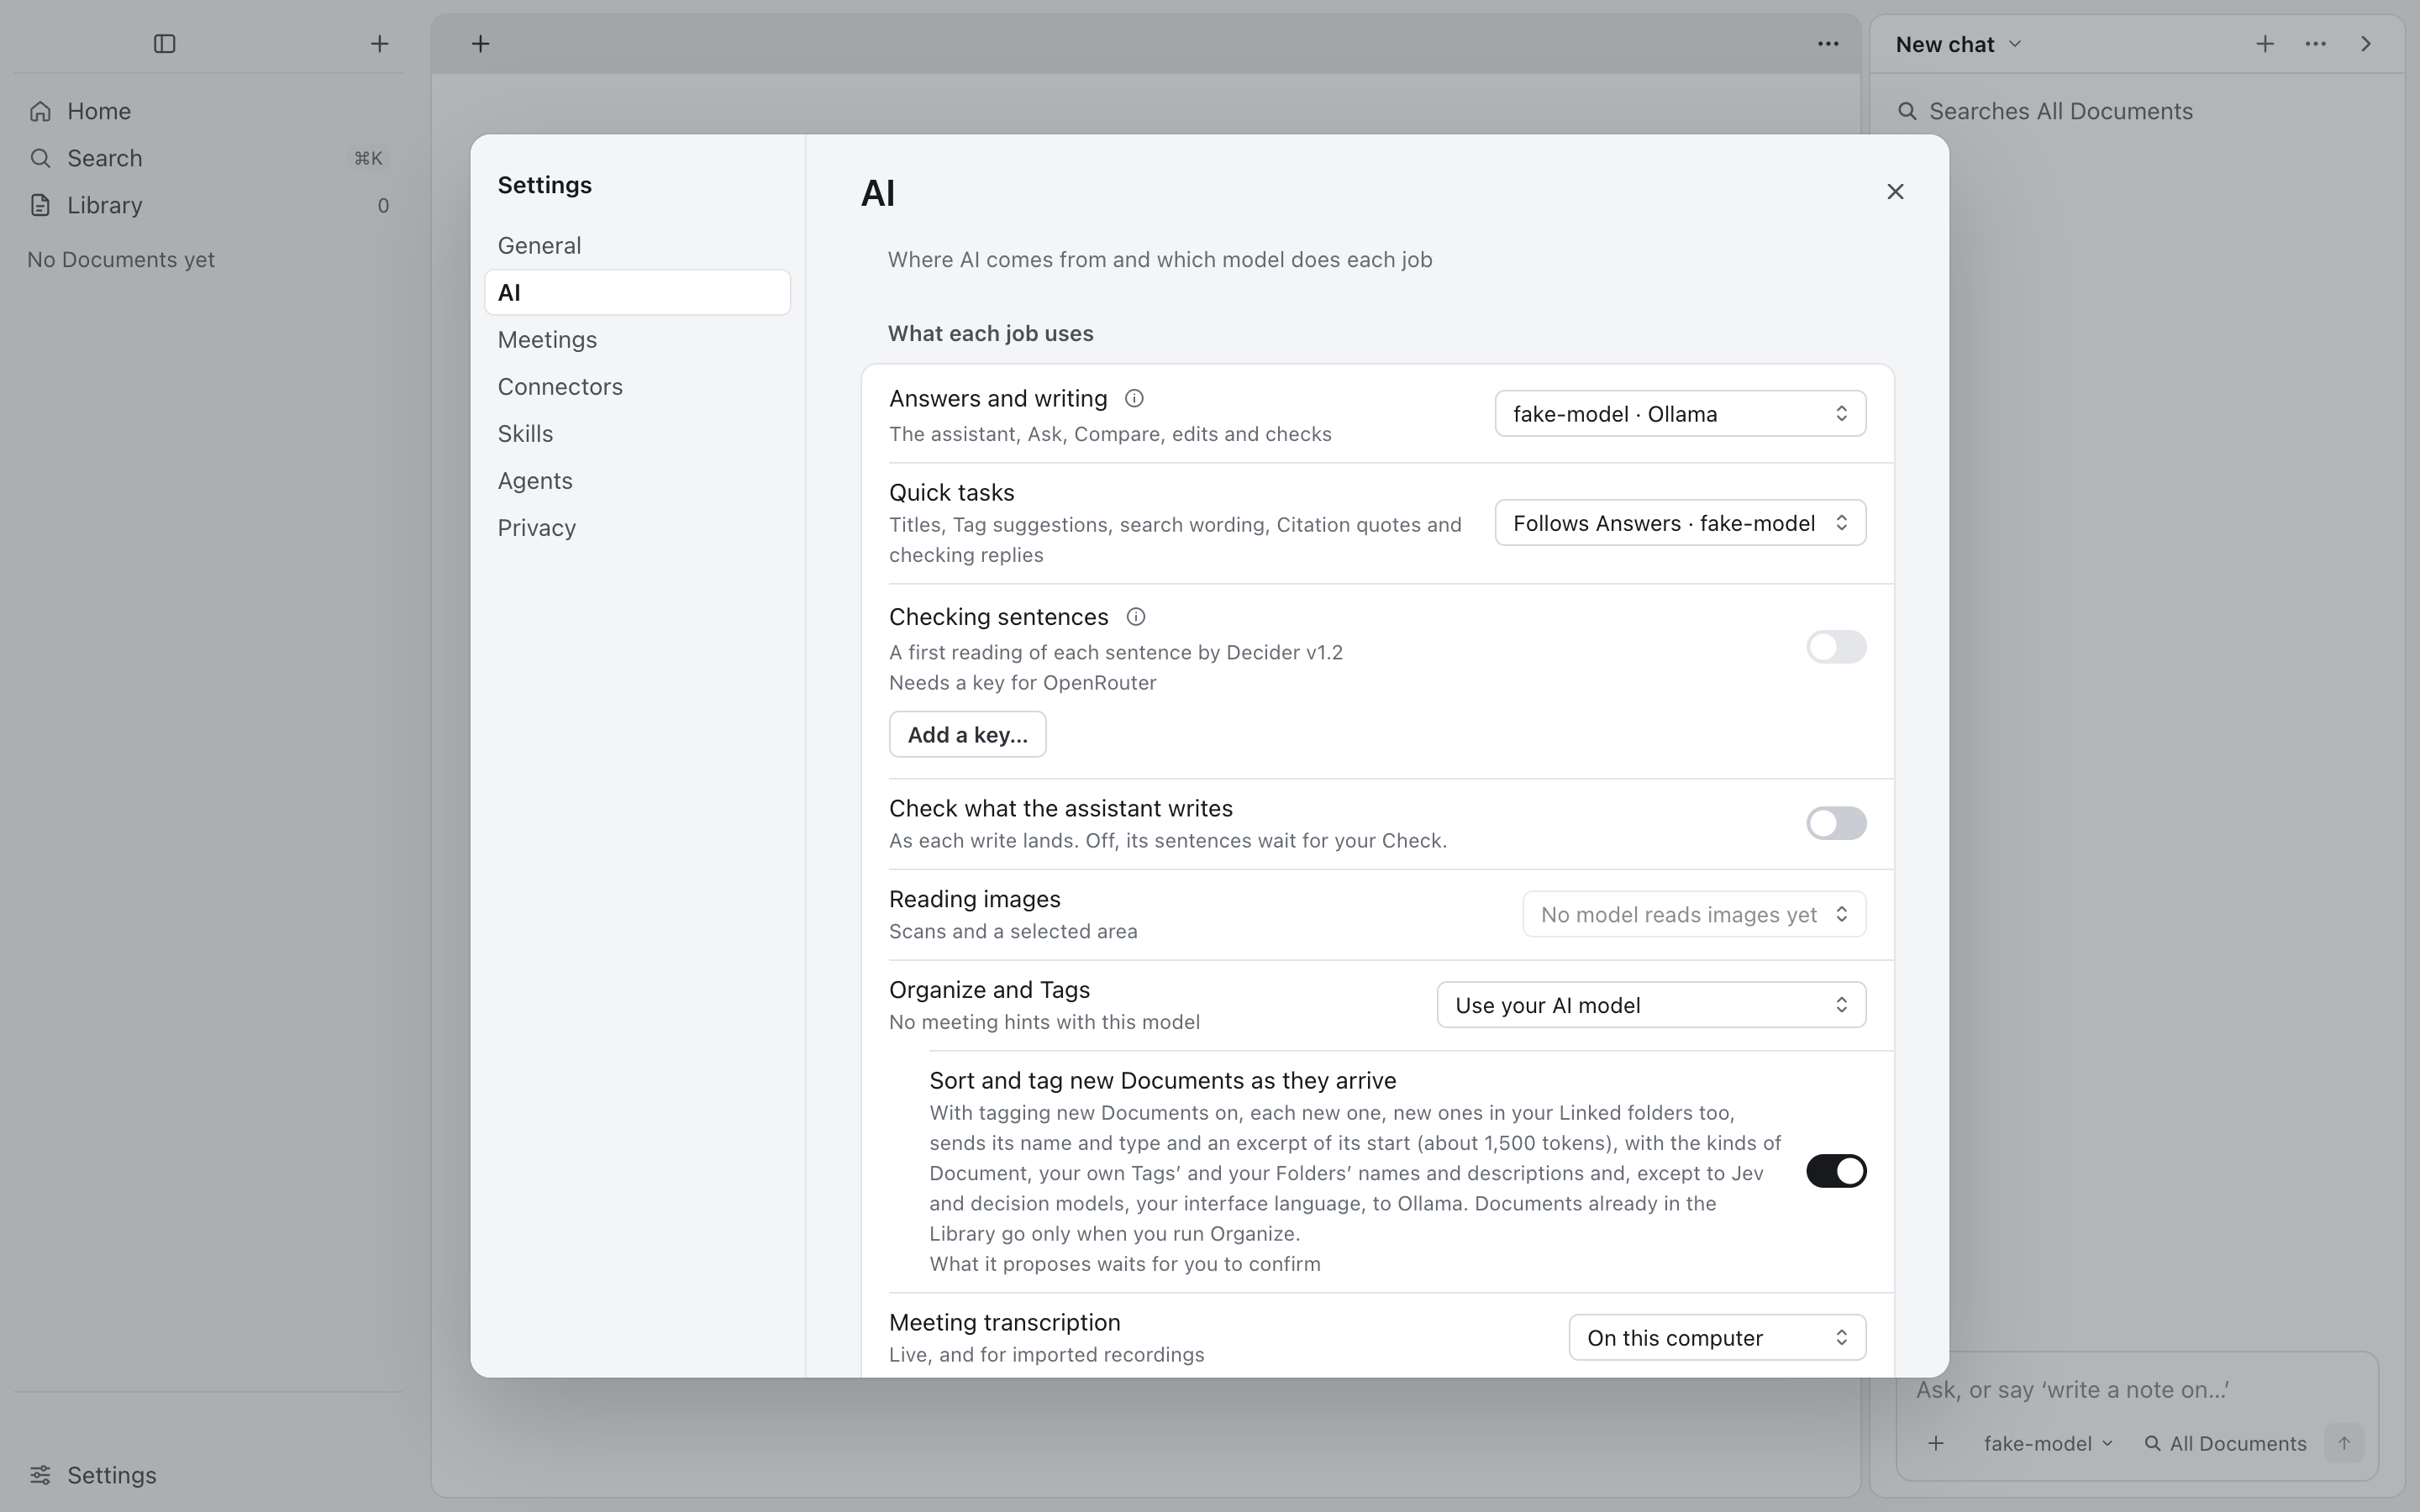 Home
Search ⌘K
Library 0
No Documents yet
Settings
New chat
Searches All Documents
Settings
General
AI
Meetings
Connectors
Skills
Agents
Privacy
AI
Where AI comes from and which model does each job
What each job uses
Answers and writing
The assistant, Ask, Compare, edits and checks
fake-model · Ollama
Quick tasks
Titles, Tag suggestions, search wording, Citation quotes and
checking replies
Follows Answers · fake-model
Checking sentences
A first reading of each sentence by Decider v1.2
Needs a key for OpenRouter
Add a key...
Check what the assistant writes
As each write lands. Off, its sentences wait for your Check.
Reading images
Scans and a selected area
No model reads images yet
Organize and Tags
No meeting hints with this model
Use your AI model
Sort and tag new Documents as they arrive
With tagging new Documents on, each new one, new ones in your Linked folders too,
sends its name and type and an excerpt of its start (about 1,500 tokens), with the kinds of
Document, your own Tags’ and your Folders’ names and descriptions and, except to Jev
and decision models, your interface language, to Ollama. Documents already in the
Library go only when you run Organize.
What it proposes waits for you to confirm
Meeting transcription
Live, and for imported recordings
On this computer
Ask, or say ‘write a note on...’
fake-model
All Documents